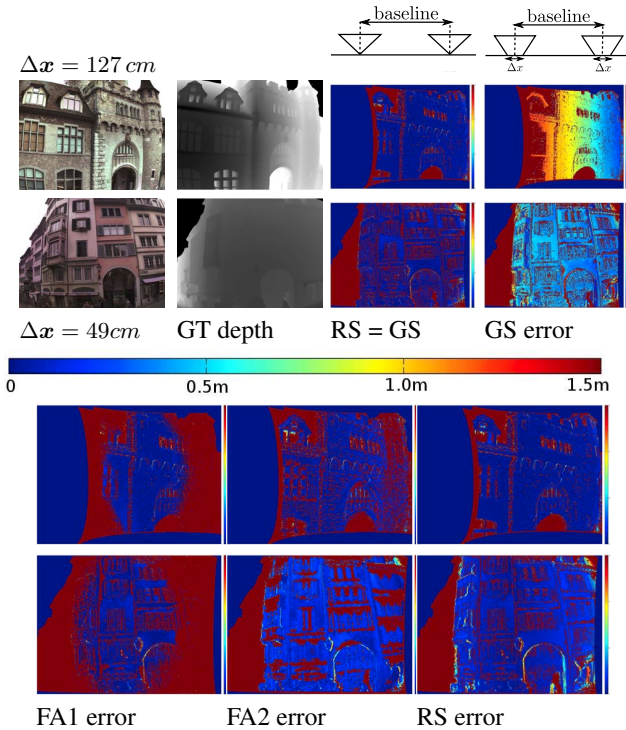 baseline
baseline
Δx
Δx
Δx = 127 cm
Δx = 49cm
GT depth
RS = GS
GS error
0
0.5m
1.0m
1.5m
FA1 error
FA2 error
RS error